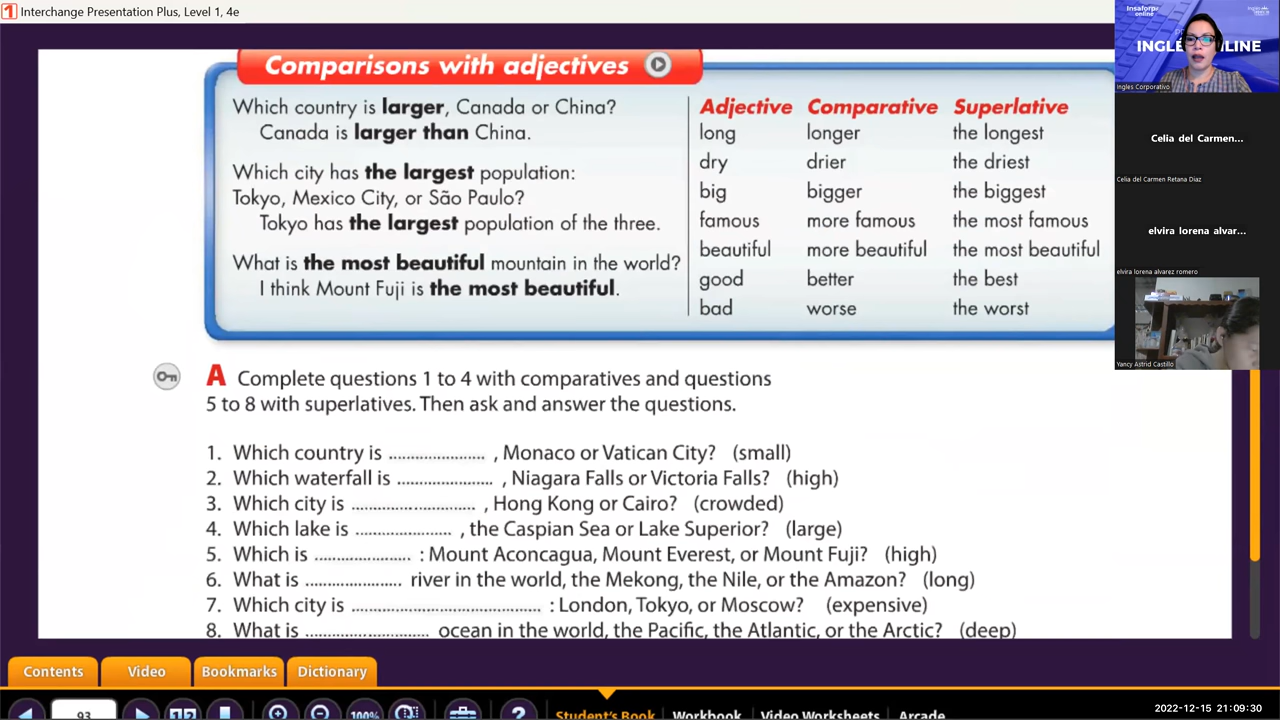 Interchange Presentation Plus, Level 1, 4e
Comparisons with adjectives
Which country is larger, Canada or China?
Canada is larger than China.
Which city has the largest population:
Tokyo, Mexico City, or São Paulo?
Tokyo has the largest population of the three.
What is the most beautiful mountain in the world?
I think Mount Fuji is the most beautiful.
Adjective Comparative Superlative
long longer the longest
dry drier the driest
big bigger the biggest
famous more famous the most famous
beautiful more beautiful the most beautiful
good better the best
bad worse the worst
A Complete questions 1 to 4 with comparatives and questions
5 to 8 with superlatives. Then ask and answer the questions.
1. Which country is ...................... , Monaco or Vatican City? (small)
2. Which waterfall is ...................... , Niagara Falls or Victoria Falls? (high)
3. Which city is ............................. , Hong Kong or Cairo? (crowded)
4. Which lake is ...................... , the Caspian Sea or Lake Superior? (large)
5. Which is ...................... : Mount Aconcagua, Mount Everest, or Mount Fuji? (high)
6. What is ...................... river in the world, the Mekong, the Nile, or the Amazon? (long)
7. Which city is ............................................ : London, Tokyo, or Moscow? (expensive)
8. What is ............................ ocean in the world, the Pacific, the Atlantic, or the Arctic? (deep)
Contents Video Bookmarks Dictionary
93 100% ? Student's Book Workbook Video Worksheets Arcade
Insaforp
online
INGLÉ LINE
Ingles Corporativo
Celia del Carmen...
Celia del Carmen Retana Diaz
elvira lorena alvar...
elvira lorena alvarez romero
Yancy Astrid Castillo
2022-12-15 21:09:30